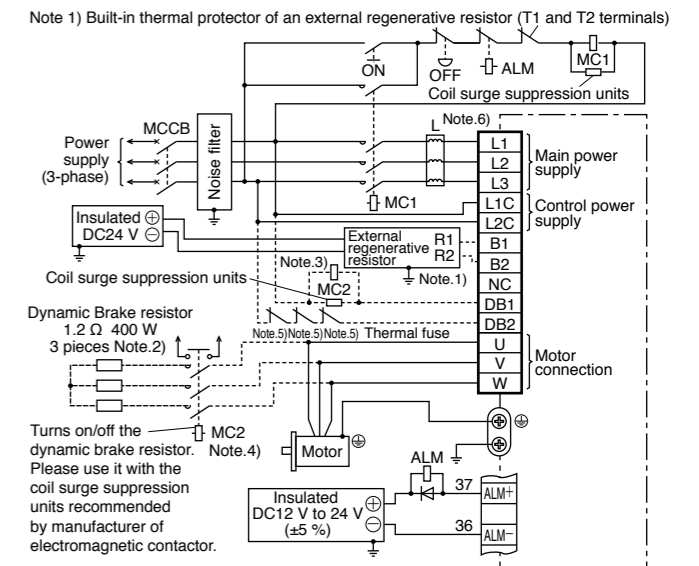 Note 1) Built-in thermal protector of an external regenerative resistor (T1 and T2 terminals)
ON
OFF
ALM
MC1
Coil surge suppression units
MCCB
Noise filter
L
Note.6)
Power
supply
(3-phase)
MC1
L1
L2
L3
L1C
L2C
B1
B2
NC
DB1
DB2
U
V
W
Main power
supply
Control power
supply
Motor
connection
Insulated ⊕
DC24 V ⊖
External
regenerative
resistor
R1
R2
Note.1)
Note.3)
Coil surge suppression units
MC2
Note.5)Note.5)Note.5) Thermal fuse
Dynamic Brake resistor
1.2 Ω 400 W
3 pieces Note.2)
MC2
Note.4)
Turns on/off the
dynamic brake resistor.
Please use it with the
coil surge suppression
units recommended
by manufacturer of
electromagnetic contactor.
Motor
ALM
Insulated
DC12 V to 24 V
(±5 %)
⊕
⊖
37
ALM+
36
ALM−